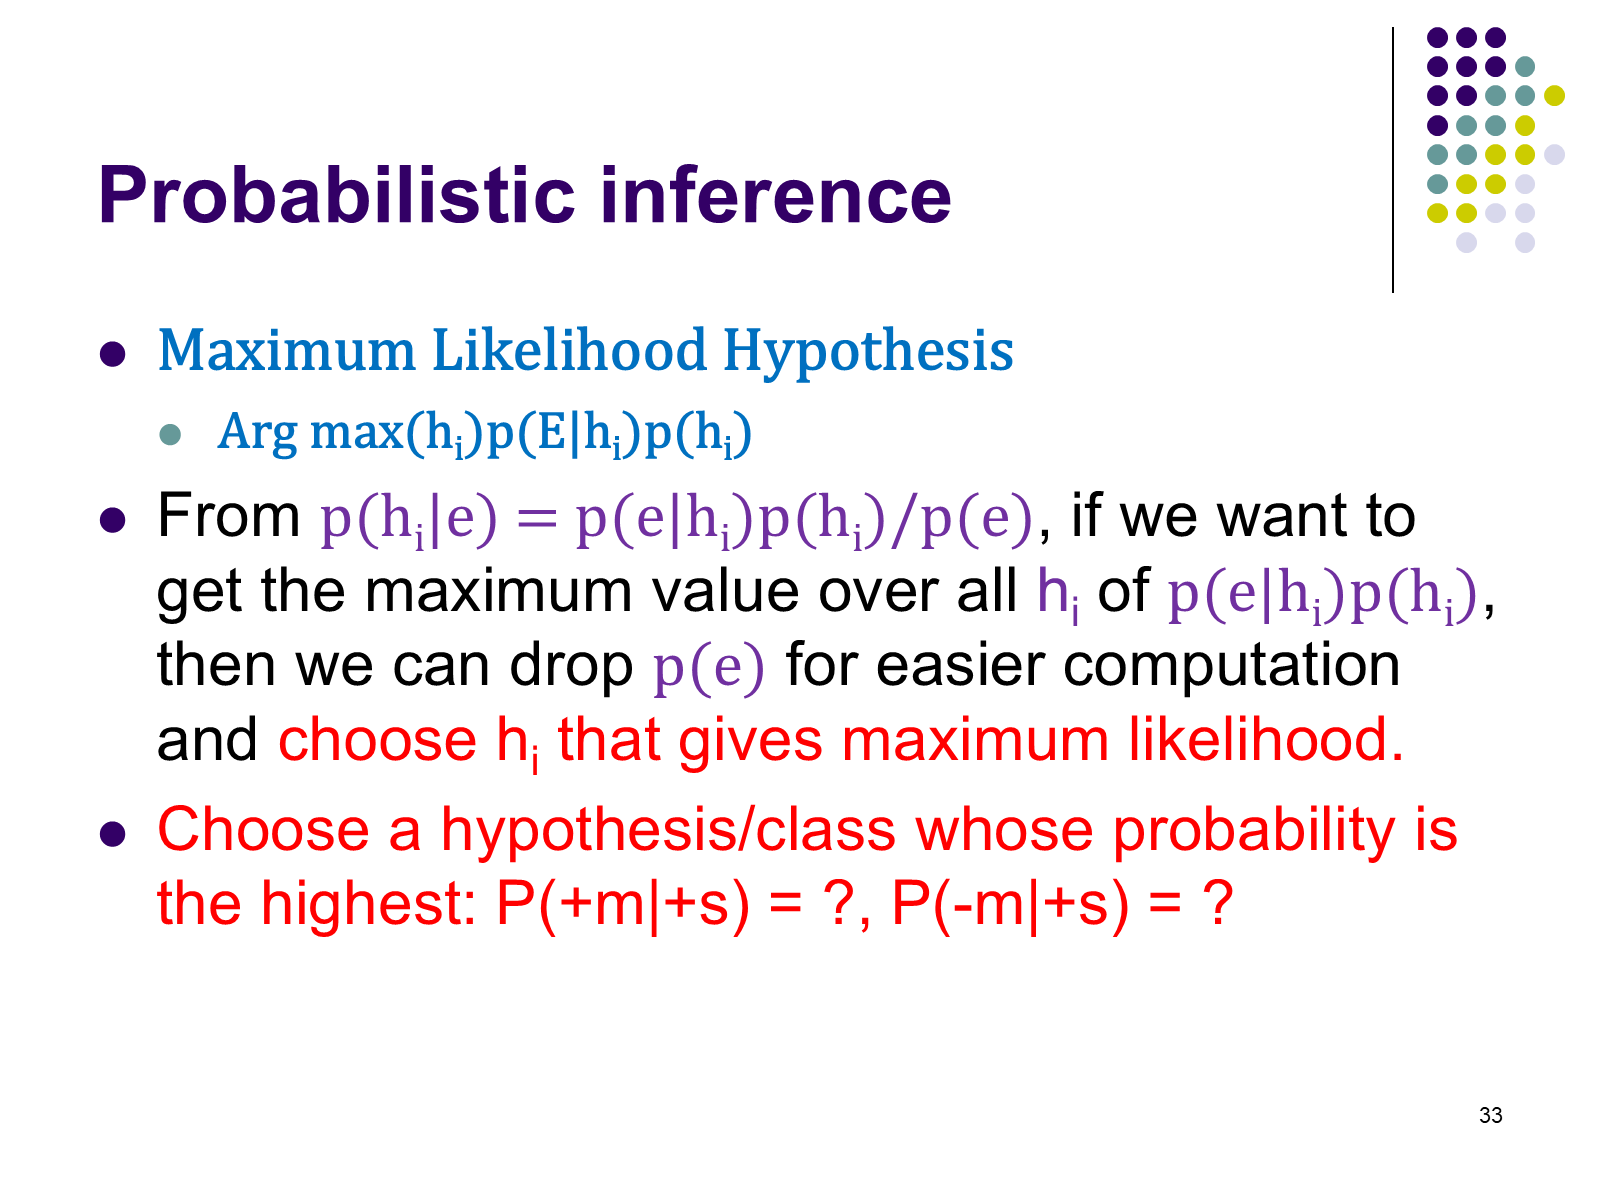 Probabilistic inference
Maximum Likelihood Hypothesis
Arg max(hᵢ)p(E|hᵢ)p(hᵢ)
From p(hᵢ|e) = p(e|hᵢ)p(hᵢ)/p(e), if we want to
get the maximum value over all hᵢ of p(e|hᵢ)p(hᵢ),
then we can drop p(e) for easier computation
and choose hᵢ that gives maximum likelihood.
Choose a hypothesis/class whose probability is
the highest: P(+m|+s) = ?, P(-m|+s) = ?
33